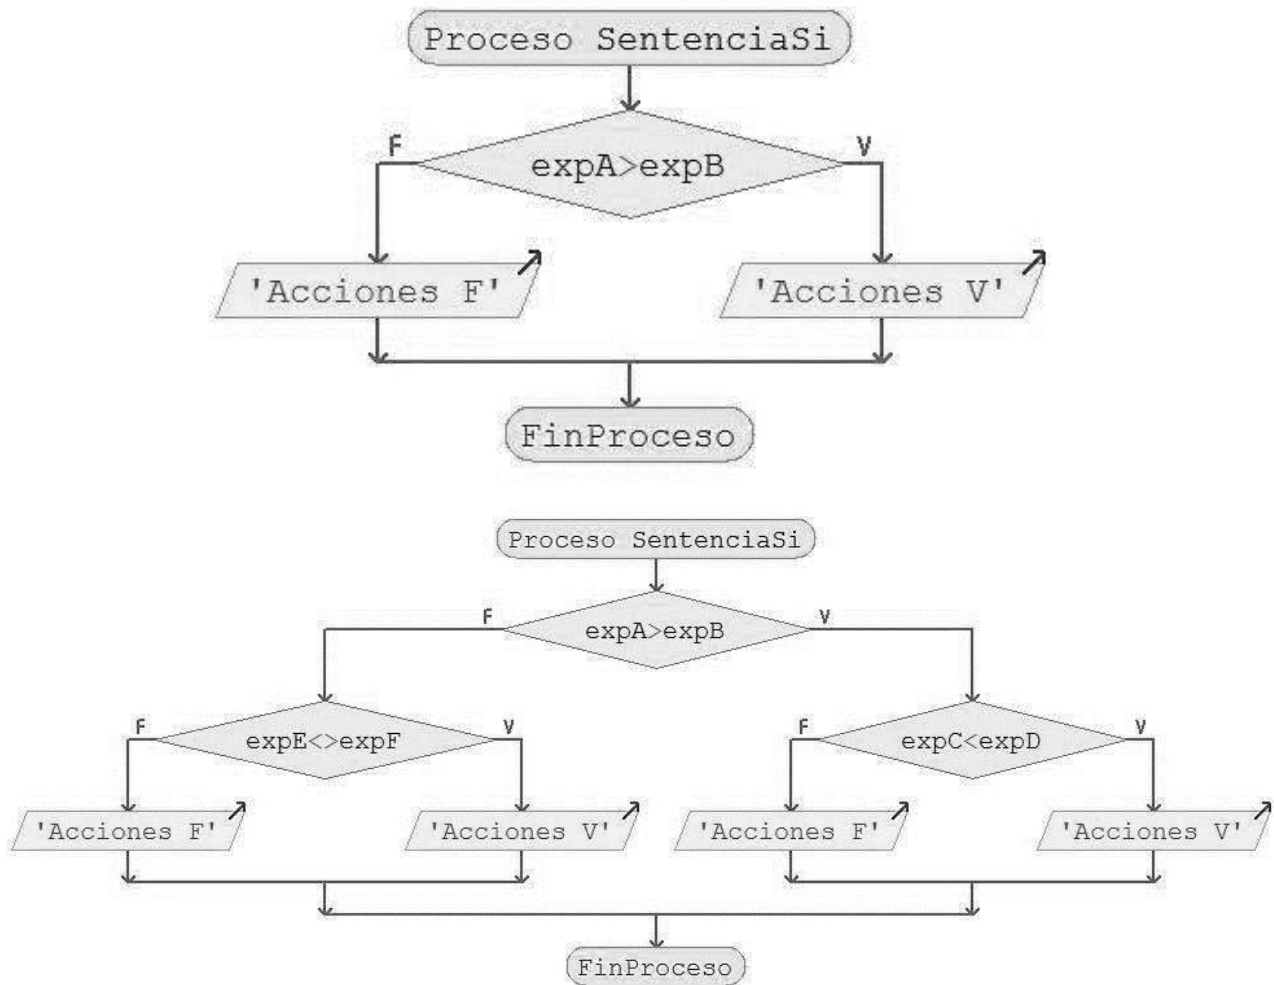 Proceso SentenciaSi
F V
expA>expB
'Acciones F' 'Acciones V'
FinProceso
Proceso SentenciaSi
F V
expA>expB
F V F V
expE<>expF expC<expD
'Acciones F' 'Acciones V' 'Acciones F' 'Acciones V'
FinProceso